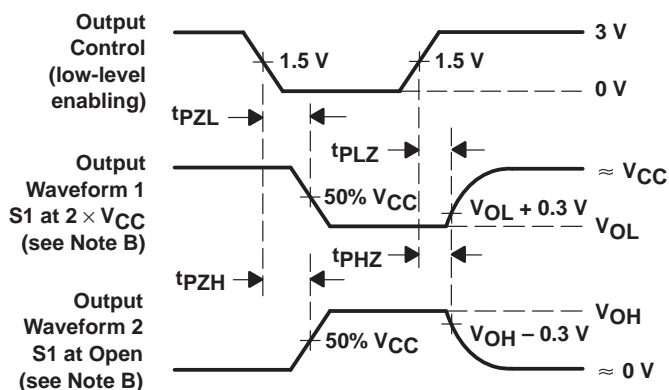 Output
Control
(low-level
enabling)
1.5 V
1.5 V
3 V
0 V
tPZL
tPLZ
Output
Waveform 1
S1 at 2 × VCC
(see Note B)
50% VCC
VOL + 0.3 V
≈ VCC
VOL
tPZH
tPHZ
Output
Waveform 2
S1 at Open
(see Note B)
50% VCC
VOH – 0.3 V
VOH
≈ 0 V